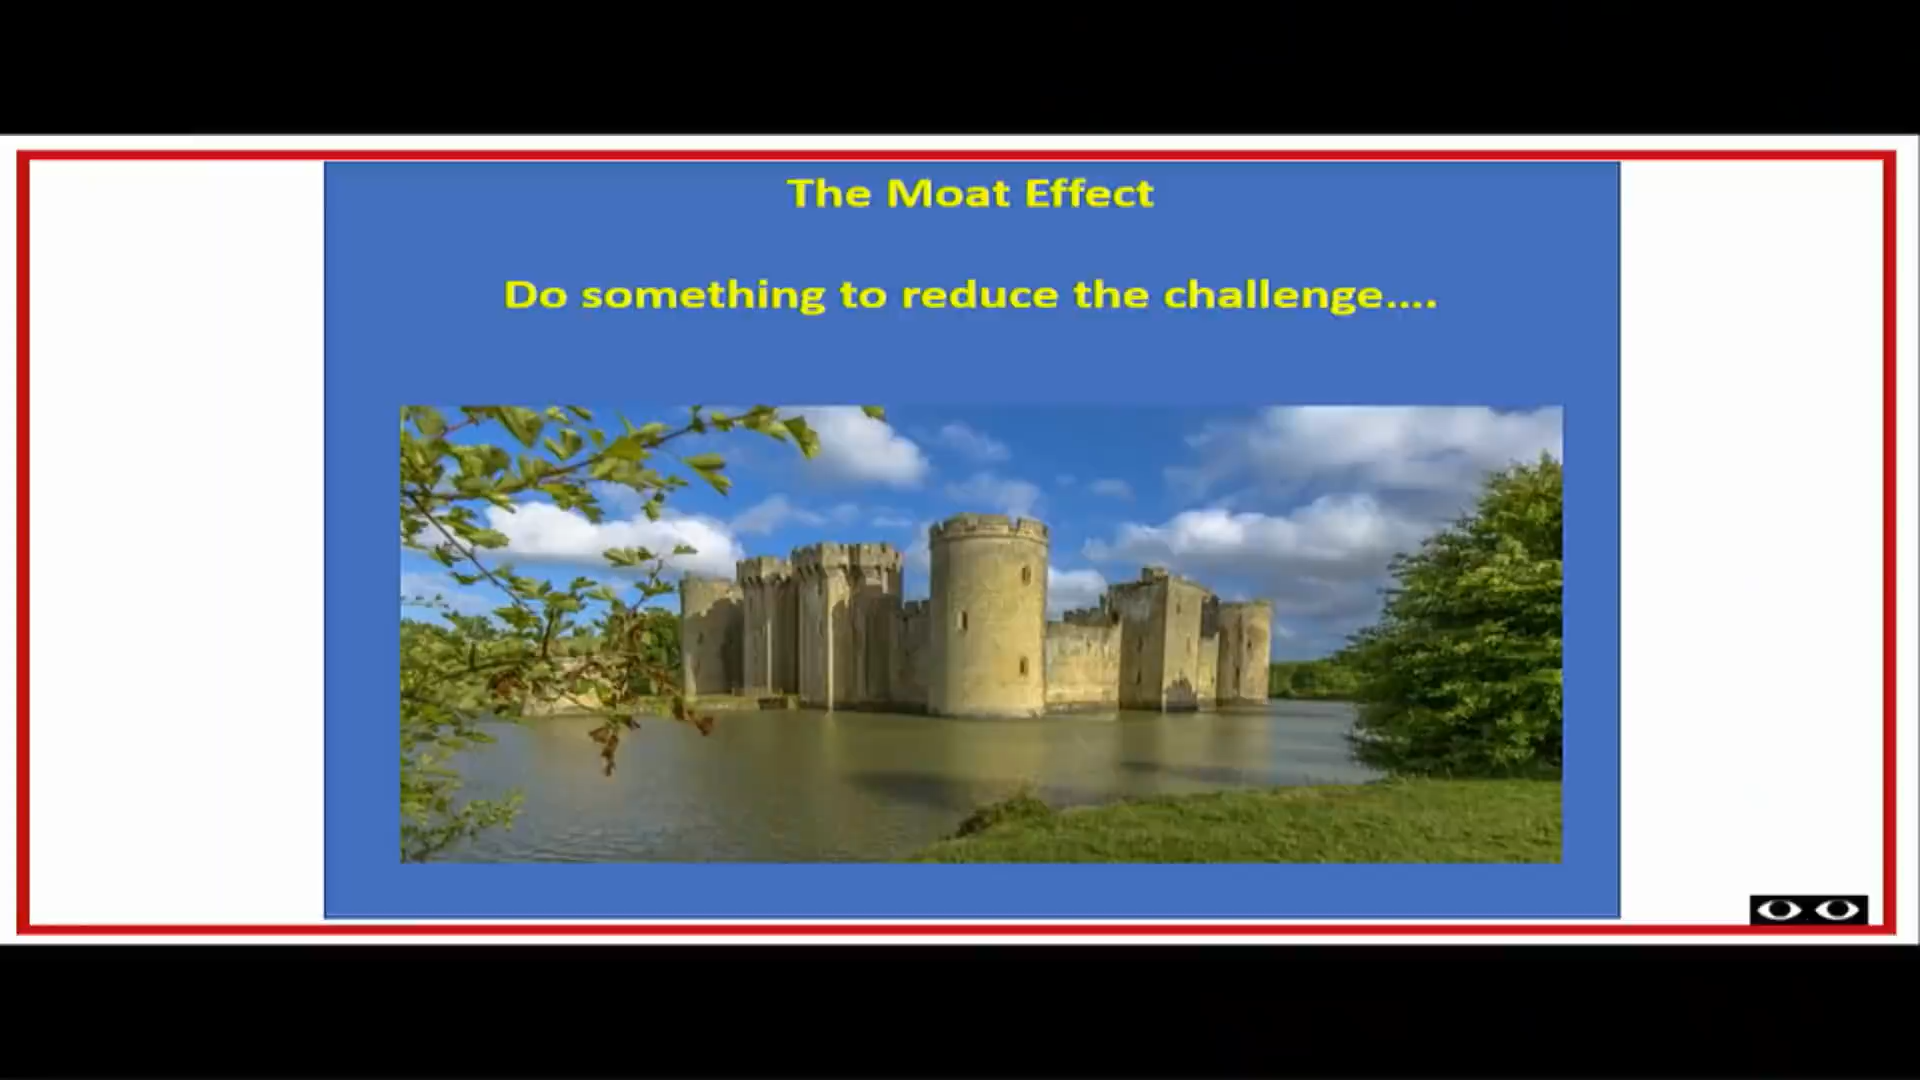 The Moat Effect
Do something to reduce the challenge....